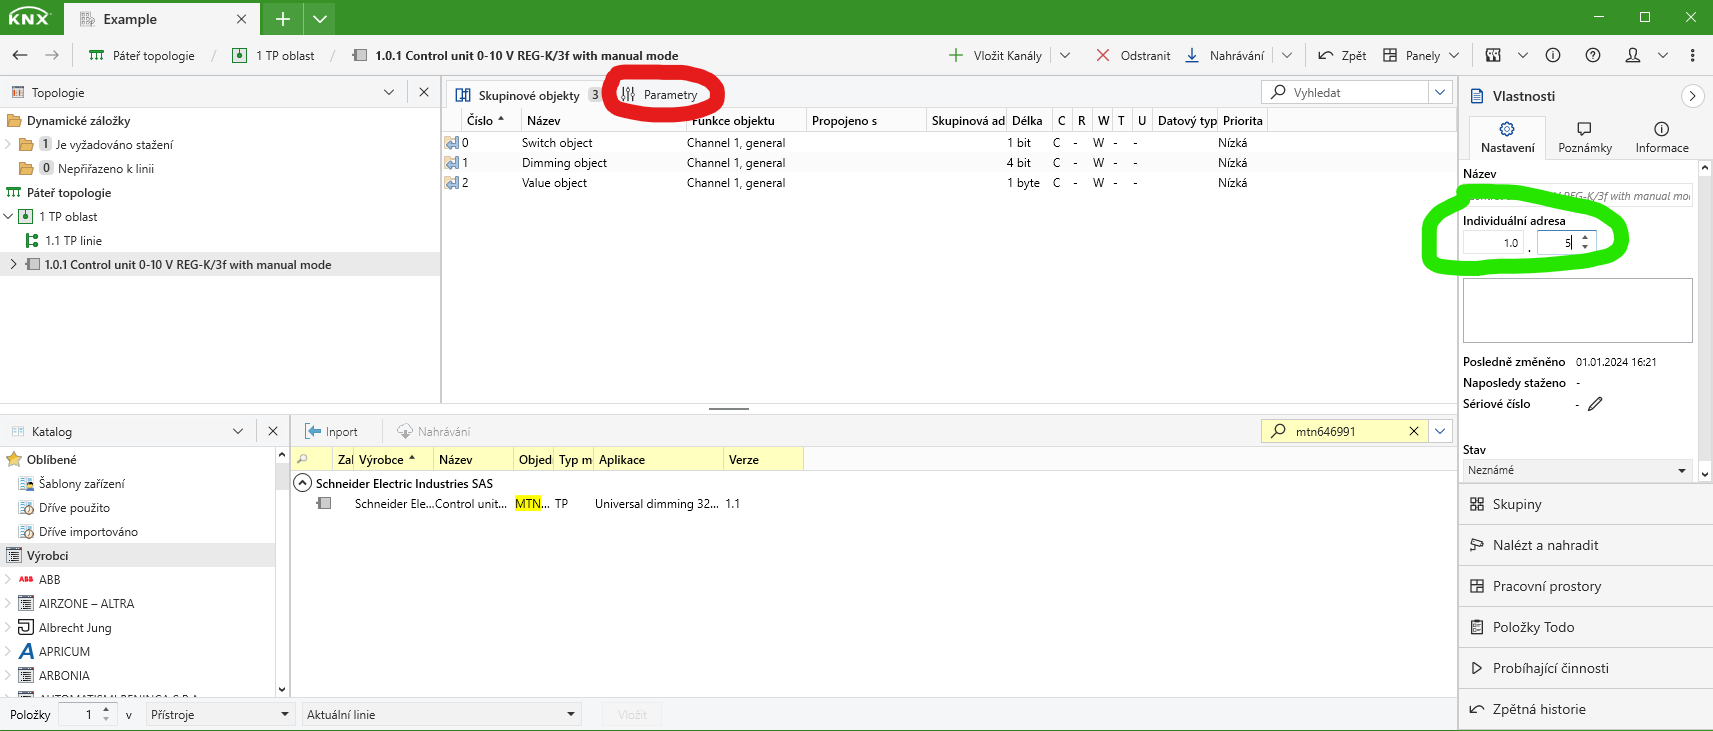 KNX Example
Páteř topologie / 1 TP oblast / 1.0.1 Control unit 0-10 V REG-K/3f with manual mode
Vložit Kanály Odstranit Nahrávání Zpět Panely
Topologie
Dynamické záložky
1 Je vyžadováno stažení
0 Nepřiřazeno k linii
Páteř topologie
1 TP oblast
1.1 TP linie
1.0.1 Control unit 0-10 V REG-K/3f with manual mode
Skupinové objekty 3 Parametry
Vyhledat
Číslo Název Funkce objektu Propojeno s Skupinová ad Délka C R W T U Datový typ Priorita
0 Switch object Channel 1, general 1 bit C - W - - Nízká
1 Dimming object Channel 1, general 4 bit C - W - - Nízká
2 Value object Channel 1, general 1 byte C - W - - Nízká
Katalog
Oblíbené
Šablony zařízení
Dříve použito
Dříve importováno
Výrobci
ABB ABB
AIRZONE – ALTRA
Albrecht Jung
APRICUM
ARBONIA
Inport Nahrávání
mtn646991
Zal Výrobce Název Objed Typ m Aplikace Verze
Schneider Electric Industries SAS
Schneider Ele... Control unit... MTN... TP Universal dimming 32... 1.1
Položky 1 v Přístroje Aktuální linie Vložit
Vlastnosti
Nastavení Poznámky Informace
Název
REG-K/3f with manual mo
Individuální adresa
1.0 . 5
Posledně změněno 01.01.2024 16:21
Naposledy staženo -
Sériové číslo -
Stav
Neznámé
Skupiny
Nalézt a nahradit
Pracovní prostory
Položky Todo
Probíhající činnosti
Zpětná historie